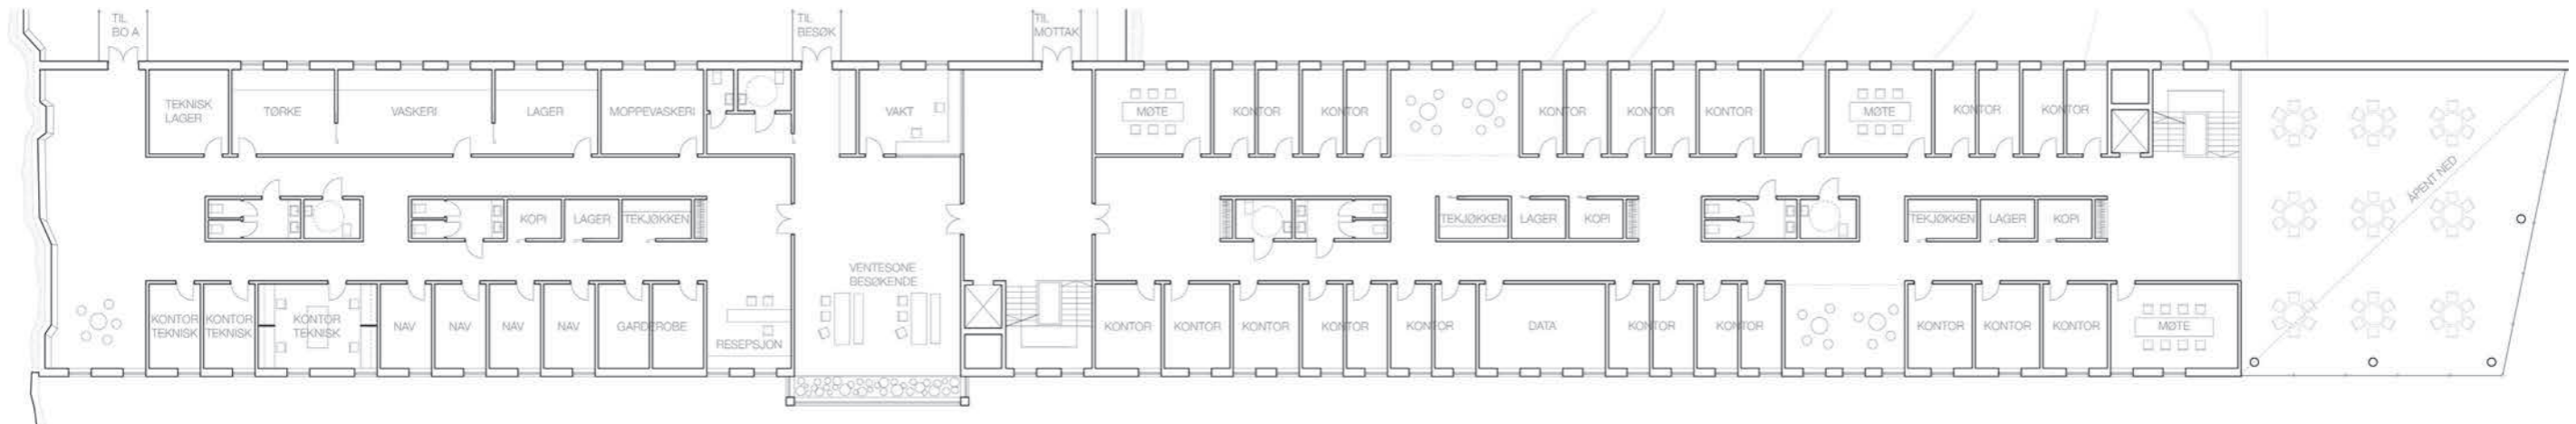 TIL
BO A
TIL
BESØK
TIL
MOTTAK
TEKNISK
LAGER
TØRKE
VASKERI
LAGER
MOPPEVASKERI
VAKT
MØTE
KONTOR
KONTOR
KONTOR
KONTOR
KONTOR
MØTE
KONTOR
KONTOR
ÅPENT NED
KOPI
LAGER
TEKJØKKEN
TEKJØKKEN
LAGER
KOPI
TEKJØKKEN
LAGER
KOPI
VENTESONE
BESØKENDE
KONTOR
TEKNISK
KONTOR
TEKNISK
KONTOR
TEKNISK
NAV
NAV
NAV
NAV
GARDEROBE
RESEPSJON
KONTOR
KONTOR
KONTOR
KONTOR
KONTOR
DATA
KONTOR
KONTOR
KONTOR
KONTOR
KONTOR
MØTE